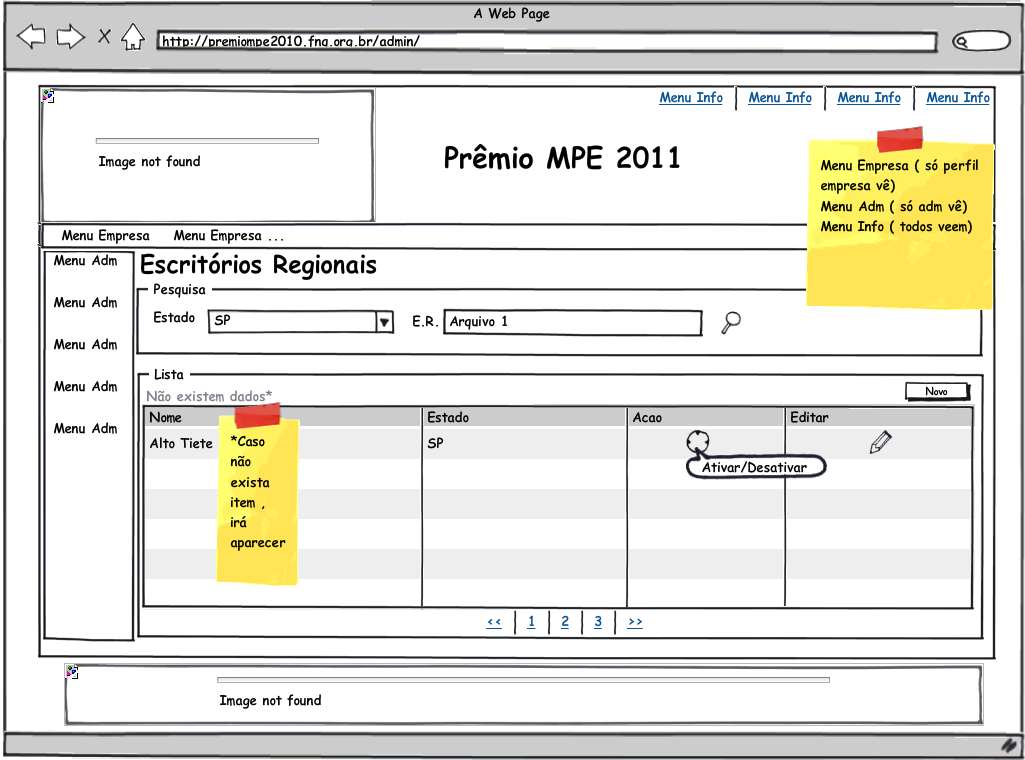 A Web Page
http://premiompe2010.fna.org.br/admin/
Menu Info Menu Info Menu Info Menu Info
Image not found
Prêmio MPE 2011
Menu Empresa ( só perfil
empresa vê)
Menu Adm ( só adm vê)
Menu Info ( todos veem)
Menu Empresa Menu Empresa ...
Menu Adm
Menu Adm
Menu Adm
Menu Adm
Menu Adm
Escritórios Regionais
Pesquisa
Estado SP E.R. Arquivo 1
Lista
Não existem dados*
Novo
Nome Estado Acao Editar
Alto Tiete SP
*Caso
não
exista
item ,
irá
aparecer
Ativar/Desativar
<< 1 2 3 >>
Image not found